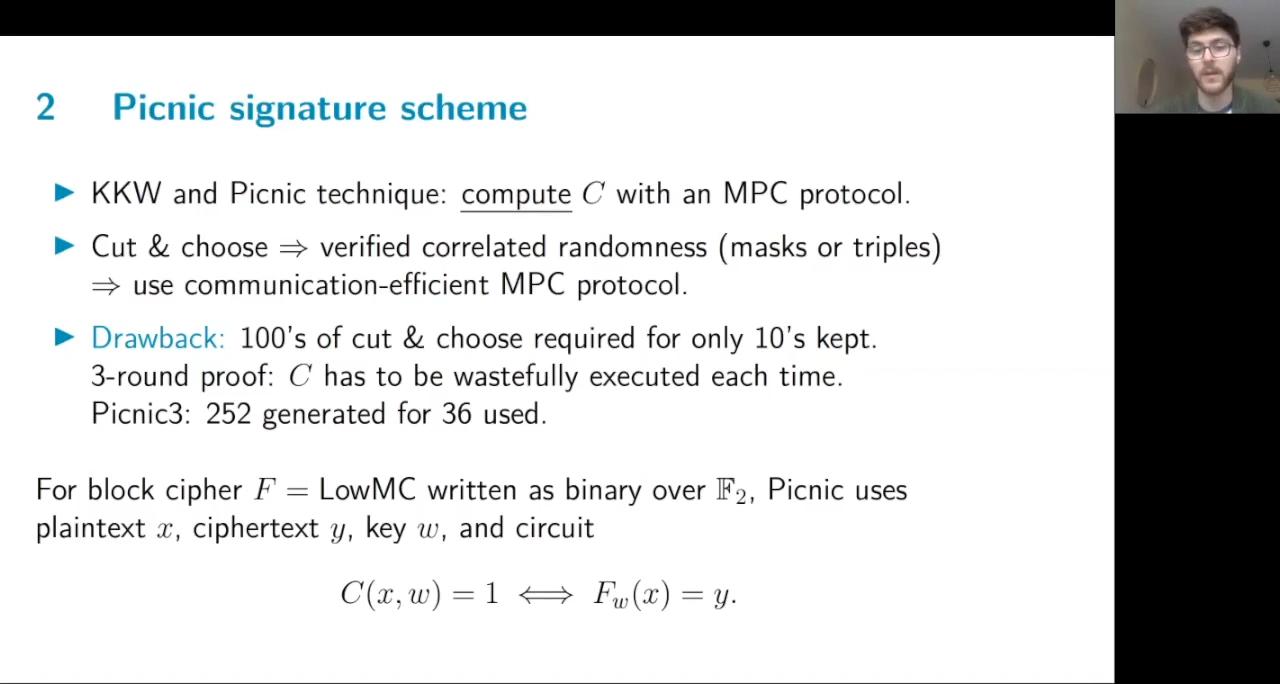 2 Picnic signature scheme
▶ KKW and Picnic technique: compute C with an MPC protocol.
▶ Cut & choose ⇒ verified correlated randomness (masks or triples)
⇒ use communication-efficient MPC protocol.
▶ Drawback: 100's of cut & choose required for only 10's kept.
3-round proof: C has to be wastefully executed each time.
Picnic3: 252 generated for 36 used.
For block cipher F = LowMC written as binary over 𝔽₂, Picnic uses
plaintext x, ciphertext y, key w, and circuit
C(x, w) = 1 ⟺ F_w(x) = y.